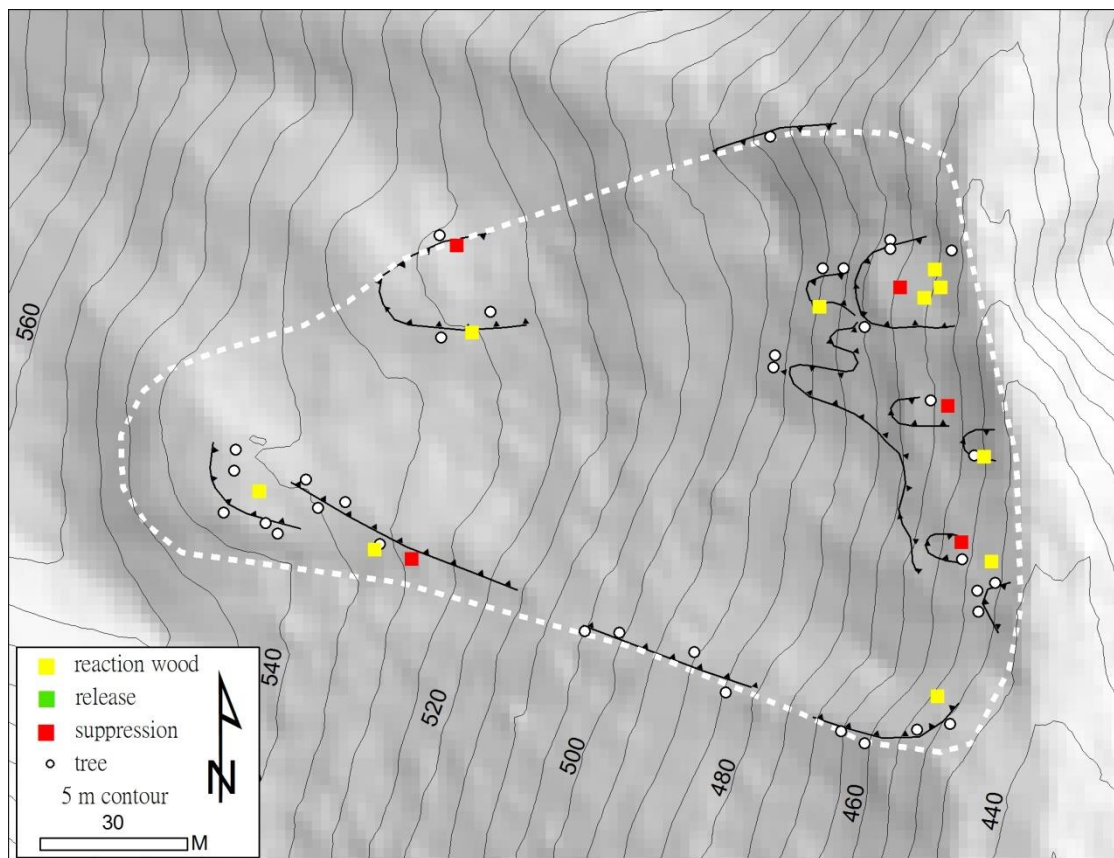 560
540
520
500
480
460
440
reaction wood
release
suppression
tree
5 m contour
30
M
N